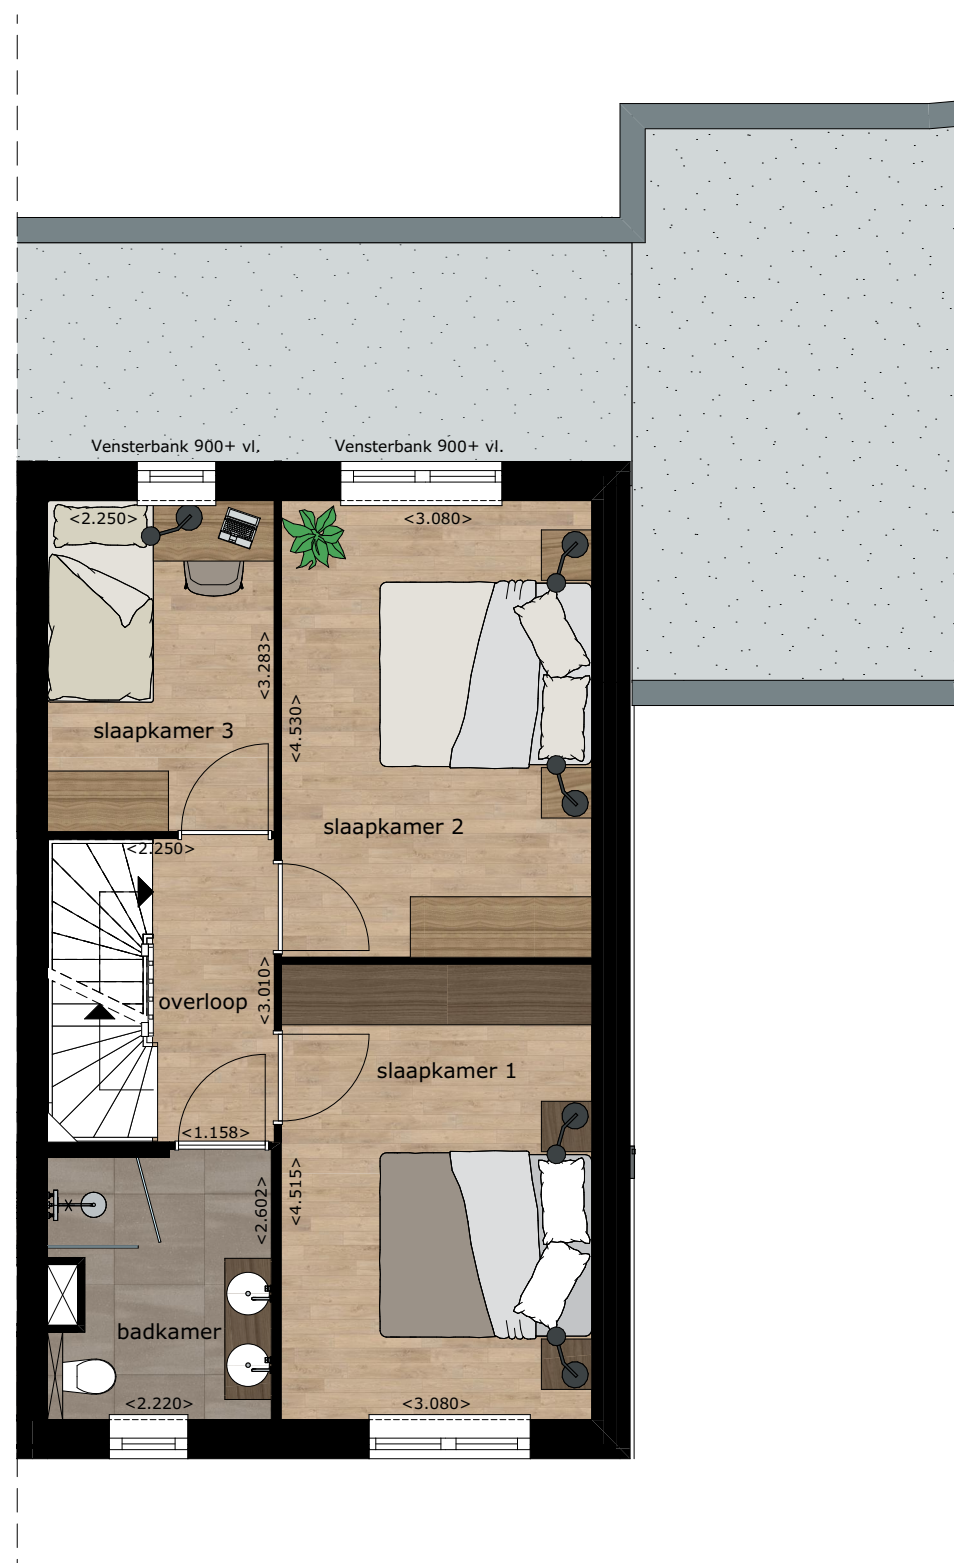 Vensterbank 900+ vl.
Vensterbank 900+ vl.
<2.250>
<3.080>
<3.283>
<4.530>
slaapkamer 3
slaapkamer 2
<2.250>
<3.010>
overloop
slaapkamer 1
<1.158>
<2.602>
<4.515>
badkamer
<2.220>
<3.080>